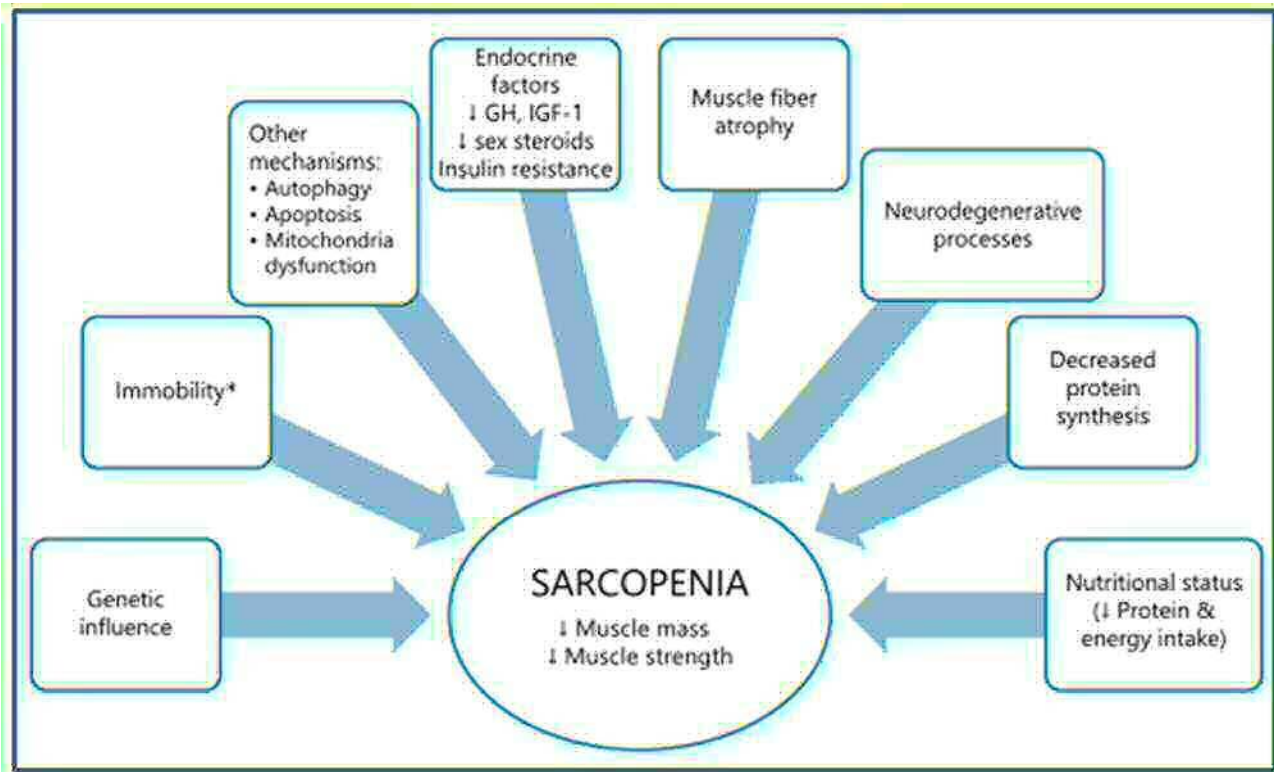 Endocrine
factors
↓ GH, IGF-1
↓ sex steroids
Insulin resistance
Muscle fiber
atrophy
Other
mechanisms:
• Autophagy
• Apoptosis
• Mitochondria
dysfunction
Neurodegenerative
processes
Immobility*
Decreased
protein
synthesis
Genetic
influence
SARCOPENIA
↓ Muscle mass
↓ Muscle strength
Nutritional status
(↓ Protein &
energy intake)